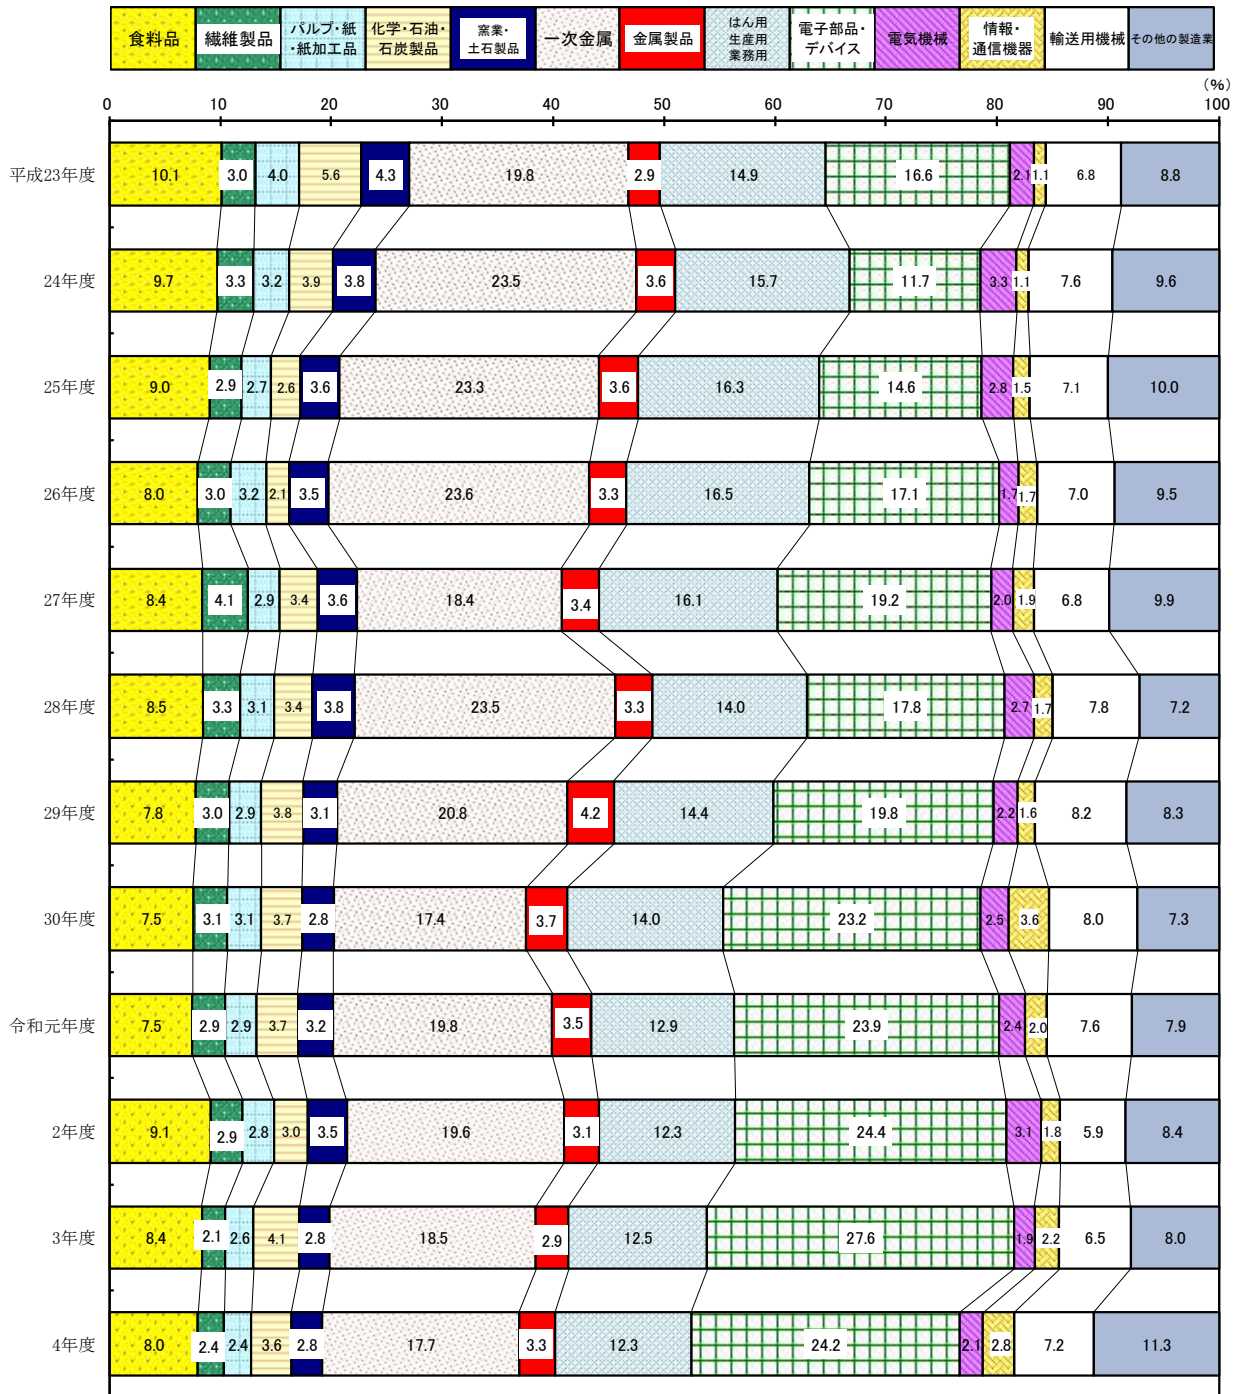 食料品
繊維製品
パルプ・紙
・紙加工品
化学・石油・
石炭製品
窯業・
土石製品
一次金属
金属製品
はん用
生産用
業務用
電子部品・
デバイス
電気機械
情報・
通信機器
輸送用機械
その他の製造業
(%)
0 10 20 30 40 50 60 70 80 90 100
平成23年度 10.1 3.0 4.0 5.6 4.3 19.8 2.9 14.9 16.6 2.1 1.1 6.8 8.8
24年度 9.7 3.3 3.2 3.9 3.8 23.5 3.6 15.7 11.7 3.3 1.1 7.6 9.6
25年度 9.0 2.9 2.7 2.6 3.6 23.3 3.6 16.3 14.6 2.8 1.5 7.1 10.0
26年度 8.0 3.0 3.2 2.1 3.5 23.6 3.3 16.5 17.1 1.7 1.7 7.0 9.5
27年度 8.4 4.1 2.9 3.4 3.6 18.4 3.4 16.1 19.2 2.0 1.9 6.8 9.9
28年度 8.5 3.3 3.1 3.4 3.8 23.5 3.3 14.0 17.8 2.7 1.7 7.8 7.2
29年度 7.8 3.0 2.9 3.8 3.1 20.8 4.2 14.4 19.8 2.2 1.6 8.2 8.3
30年度 7.5 3.1 3.1 3.7 2.8 17.4 3.7 14.0 23.2 2.5 3.6 8.0 7.3
令和元年度 7.5 2.9 2.9 3.7 3.2 19.8 3.5 12.9 23.9 2.4 2.0 7.6 7.9
2年度 9.1 2.9 2.8 3.0 3.5 19.6 3.1 12.3 24.4 3.1 1.8 5.9 8.4
3年度 8.4 2.1 2.6 4.1 2.8 18.5 2.9 12.5 27.6 1.9 2.2 6.5 8.0
4年度 8.0 2.4 2.4 3.6 2.8 17.7 3.3 12.3 24.2 2.1 2.8 7.2 11.3